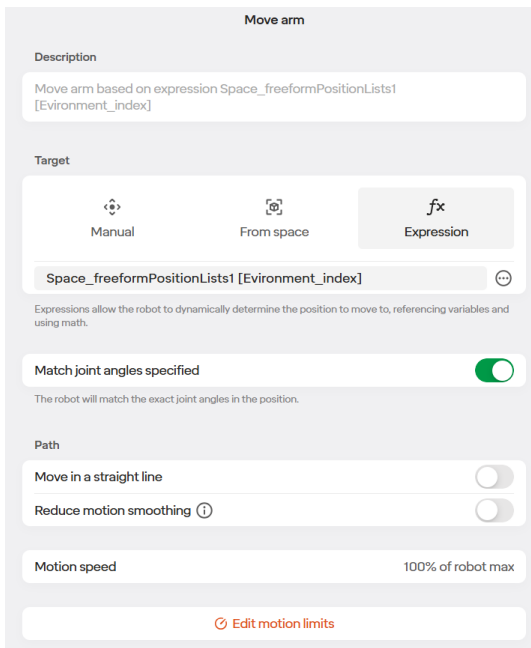 Move arm
Description
Move arm based on expression Space_freeformPositionLists1
[Evironment_index]
Target
Manual
From space
fx
Expression
Space_freeformPositionLists1 [Evironment_index]
Expressions allow the robot to dynamically determine the position to move to, referencing variables and
using math.
Match joint angles specified
The robot will match the exact joint angles in the position.
Path
Move in a straight line
Reduce motion smoothing
Motion speed 100% of robot max
Edit motion limits